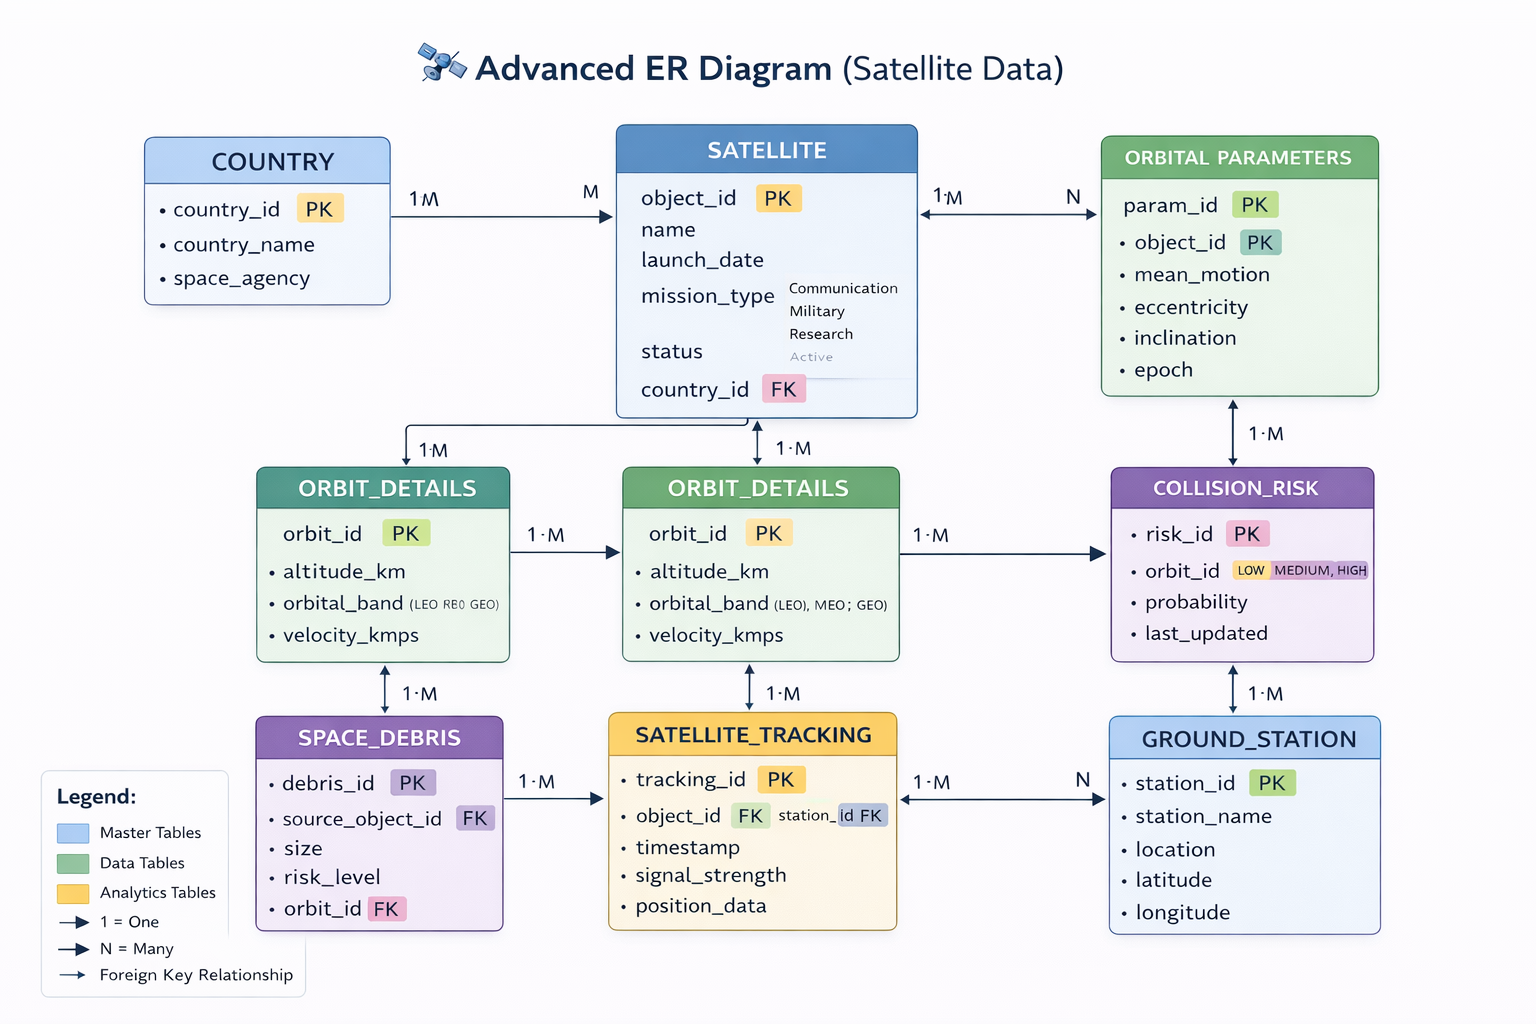 Advanced ER Diagram (Satellite Data)
COUNTRY
• country_id PK
• country_name
• space_agency
1M
M
SATELLITE
object_id PK
name
launch_date
mission_type Communication
Military
Research
status Active
country_id FK
1·M
N
ORBITAL PARAMETERS
param_id PK
• object_id PK
• mean_motion
• eccentricity
• inclination
• epoch
1·M
1·M
1·M
ORBIT_DETAILS
orbit_id PK
• altitude_km
• orbital_band (LEO RB0 GEO)
• velocity_kmps
1·M
ORBIT_DETAILS
orbit_id PK
• altitude_km
• orbital_band (LEO), MEO; GEO)
• velocity_kmps
1·M
COLLISION_RISK
• risk_id PK
• orbit_id LOW MEDIUM, HIGH
• probability
• last_updated
1·M
1·M
1·M
SPACE_DEBRIS
• debris_id PK
• source_object_id FK
• size
• risk_level
• orbit_id FK
1·M
SATELLITE_TRACKING
• tracking_id PK
• object_id FK station_id FK
• timestamp
• signal_strength
• position_data
1·M
N
GROUND_STATION
• station_id PK
• station_name
• location
• latitude
• longitude
Legend:
Master Tables
Data Tables
Analytics Tables
1 = One
N = Many
Foreign Key Relationship